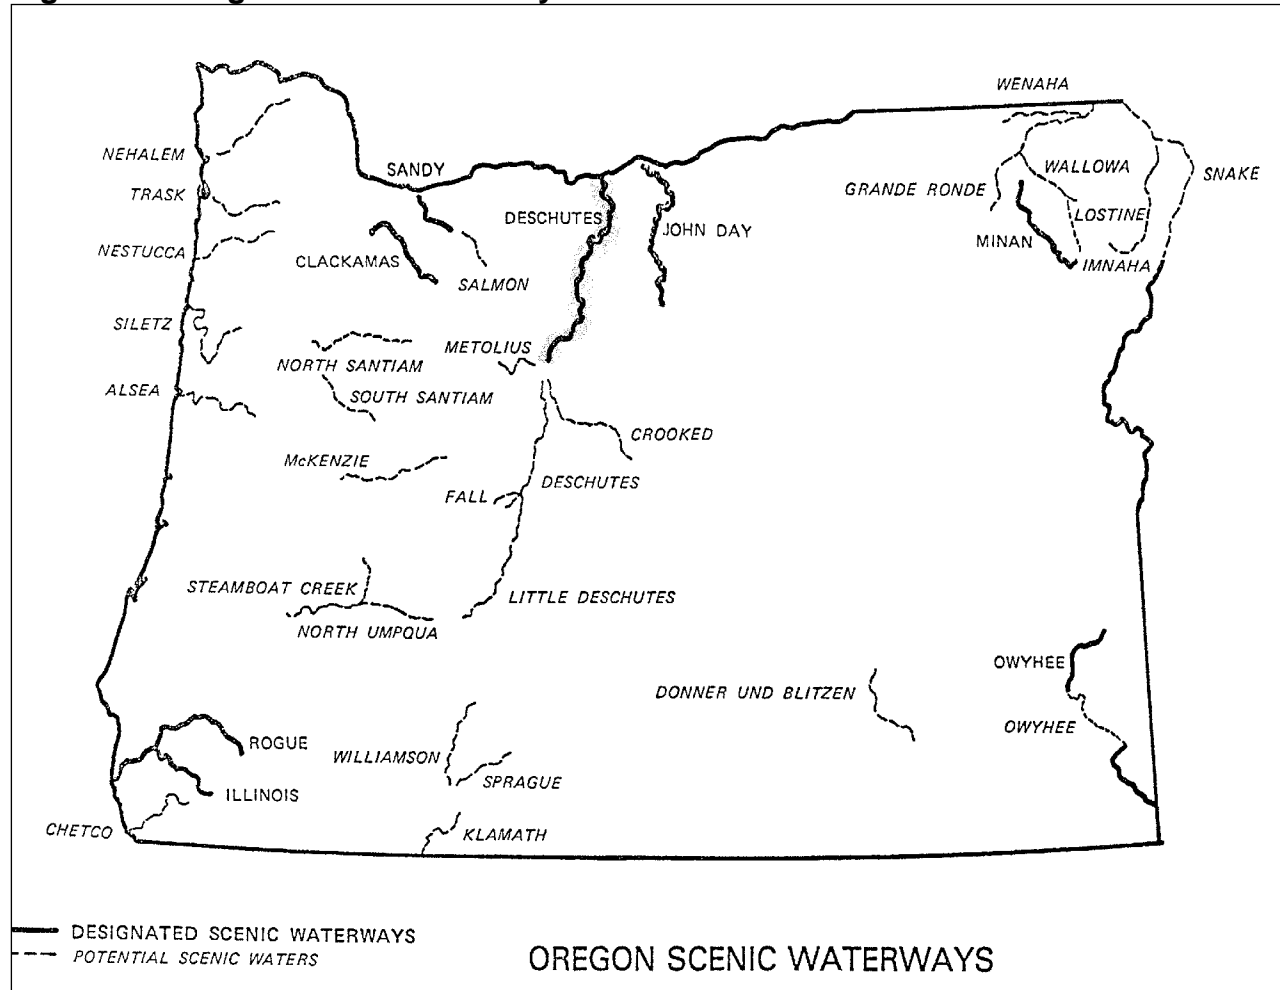 WENAHA
NEHALEM
SANDY
WALLOWA
SNAKE
TRASK
GRANDE RONDE
DESCHUTES
LOSTINE
JOHN DAY
MINAN
NESTUCCA
CLACKAMAS
IMNAHA
SALMON
SILETZ
METOLIUS
NORTH SANTIAM
ALSEA
SOUTH SANTIAM
CROOKED
McKENZIE
DESCHUTES
FALL
STEAMBOAT CREEK
LITTLE DESCHUTES
NORTH UMPQUA
OWYHEE
DONNER UND BLITZEN
OWYHEE
ROGUE
WILLIAMSON
SPRAGUE
ILLINOIS
CHETCO
KLAMATH
DESIGNATED SCENIC WATERWAYS
POTENTIAL SCENIC WATERS
OREGON SCENIC WATERWAYS